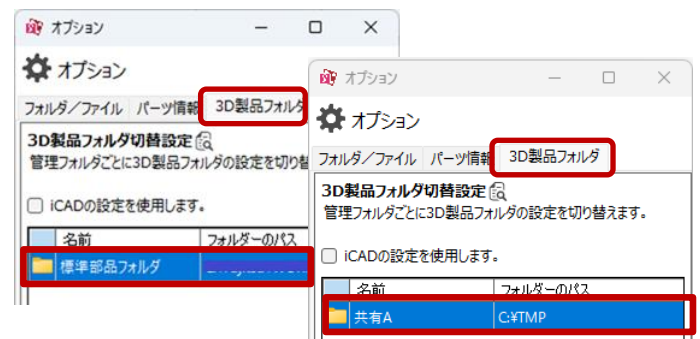 オプション
オプション
フォルダ／ファイル パーツ情報 3D製品フォルダ
3D製品フォルダ切替設定
管理フォルダごとに3D製品フォルダの設定を切り替
iCADの設定を使用します。
名前 フォルダーのパス
標準部品フォルダ
オプション
オプション
フォルダ／ファイル パーツ情報 3D製品フォルダ
3D製品フォルダ切替設定
管理フォルダごとに3D製品フォルダの設定を切り替えます。
iCADの設定を使用します。
名前 フォルダーのパス
共有A C:¥TMP